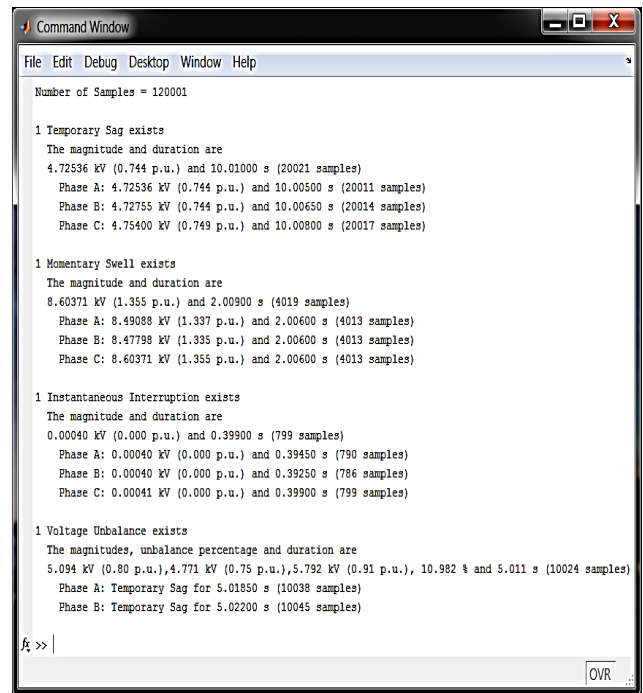 Command Window
File Edit Debug Desktop Window Help
Number of Samples = 120001
1 Temporary Sag exists
The magnitude and duration are
4.72536 kV (0.744 p.u.) and 10.01000 s (20021 samples)
Phase A: 4.72536 kV (0.744 p.u.) and 10.00500 s (20011 samples)
Phase B: 4.72755 kV (0.744 p.u.) and 10.00650 s (20014 samples)
Phase C: 4.75400 kV (0.749 p.u.) and 10.00800 s (20017 samples)
1 Momentary Swell exists
The magnitude and duration are
8.60371 kV (1.355 p.u.) and 2.00900 s (4019 samples)
Phase A: 8.49088 kV (1.337 p.u.) and 2.00600 s (4013 samples)
Phase B: 8.47798 kV (1.335 p.u.) and 2.00600 s (4013 samples)
Phase C: 8.60371 kV (1.355 p.u.) and 2.00600 s (4013 samples)
1 Instantaneous Interruption exists
The magnitude and duration are
0.00040 kV (0.000 p.u.) and 0.39900 s (799 samples)
Phase A: 0.00040 kV (0.000 p.u.) and 0.39450 s (790 samples)
Phase B: 0.00040 kV (0.000 p.u.) and 0.39250 s (786 samples)
Phase C: 0.00041 kV (0.000 p.u.) and 0.39900 s (799 samples)
1 Voltage Unbalance exists
The magnitudes, unbalance percentage and duration are
5.094 kV (0.80 p.u.),4.771 kV (0.75 p.u.),5.792 kV (0.91 p.u.), 10.982 % and 5.011 s (10024 samples)
Phase A: Temporary Sag for 5.01850 s (10038 samples)
Phase B: Temporary Sag for 5.02200 s (10045 samples)
fx >>
OVR